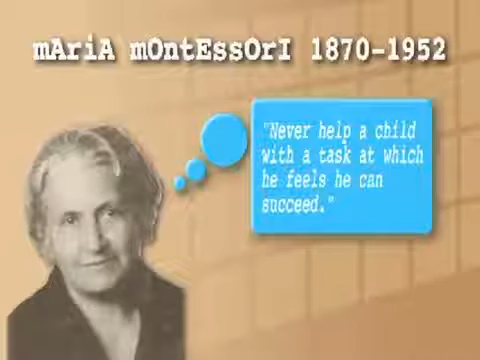 mAriA mOntEssOrI 1870-1952
"Never help a child
with a task at which
he feels he can
succeed."